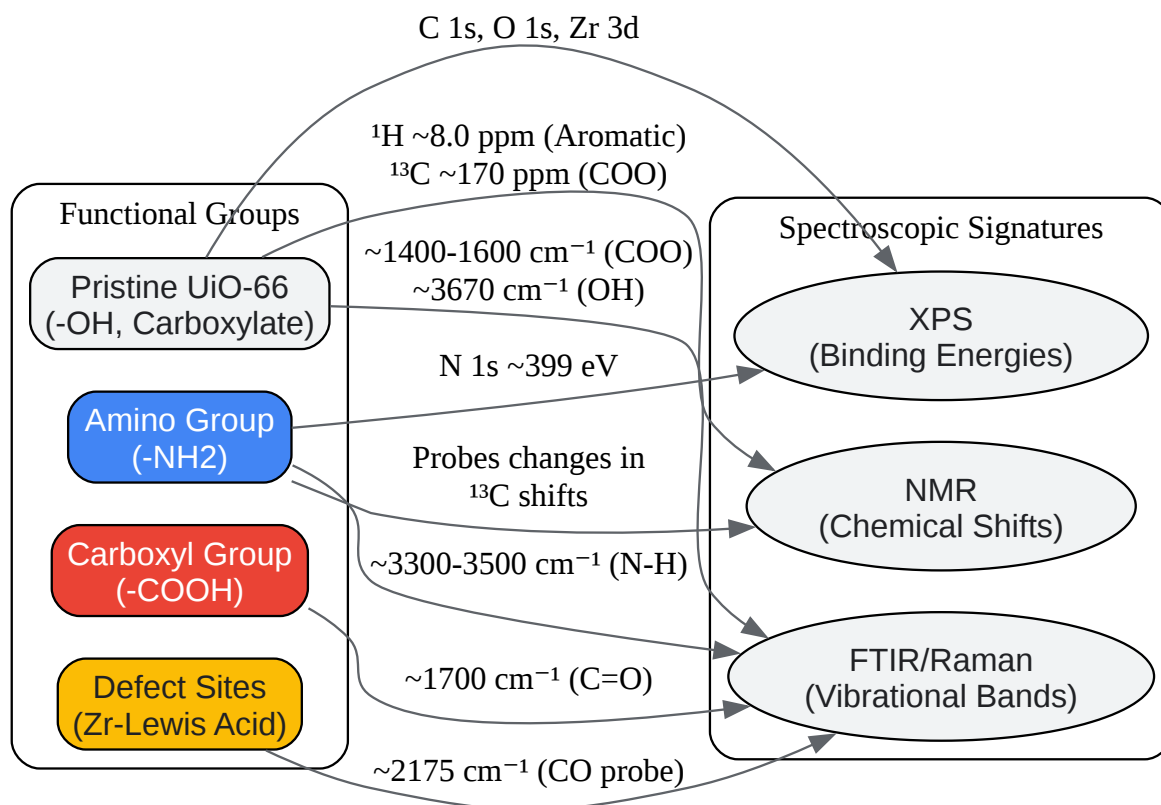 C 1s, O 1s, Zr 3d
¹H ~8.0 ppm (Aromatic)
¹³C ~170 ppm (COO)
Functional Groups
Spectroscopic Signatures
~1400-1600 cm⁻¹ (COO)
~3670 cm⁻¹ (OH)
Pristine UiO-66
(-OH, Carboxylate)
XPS
(Binding Energies)
N 1s ~399 eV
Amino Group
(-NH2)
Probes changes in
¹³C shifts
NMR
(Chemical Shifts)
Carboxyl Group
(-COOH)
~3300-3500 cm⁻¹ (N-H)
~1700 cm⁻¹ (C=O)
FTIR/Raman
(Vibrational Bands)
Defect Sites
(Zr-Lewis Acid)
~2175 cm⁻¹ (CO probe)